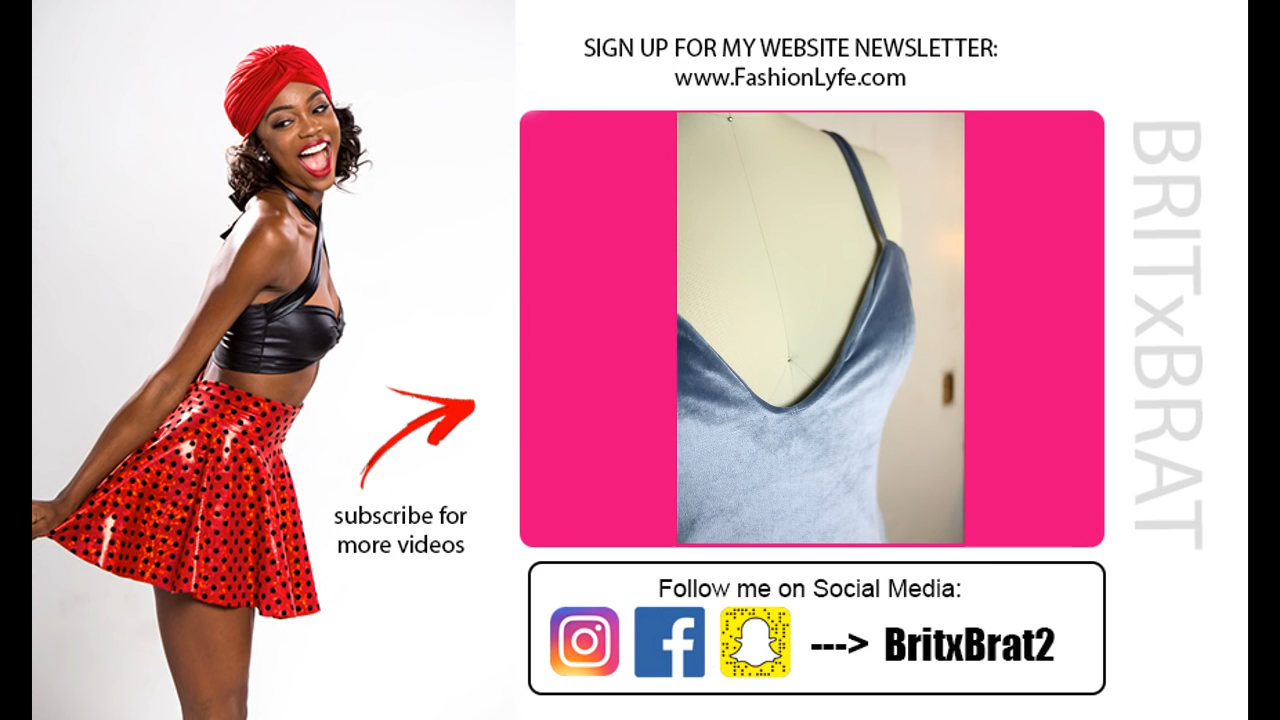 SIGN UP FOR MY WEBSITE NEWSLETTER:
www.FashionLyfe.com
BRITxBRAT
subscribe for
more videos
Follow me on Social Media:
---> BritxBrat2